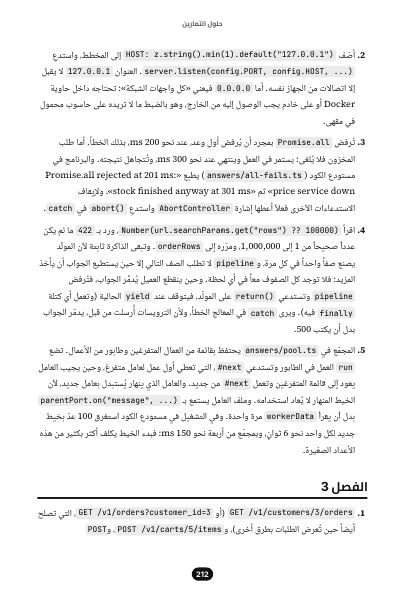 حلول التمارين
2. أضف HOST: z.string().min(1).default("127.0.0.1") إلى المخطط، واستدعِ
server.listen(config.PORT, config.HOST, ...) . العنوان 127.0.0.1 لا يقبل
إلا اتصالات من الجهاز نفسه. أما 0.0.0.0 فيعني «كل واجهات الشبكة»: تحتاجه داخل حاوية
Docker أو على خادم يجب الوصول إليه من الخارج، وهو بالضبط ما لا تريده على حاسوب محمول
في مقهى.
3. تُرفض Promise.all بمجرد أن يُرفض أول وعد، عند نحو 200 ms، بذلك الخطأ. أما طلب
المخزون فلا يُلغى: يستمر في العمل وينتهي عند نحو 300 ms، وتُتجاهل نتيجته. والبرنامج في
مستودع الكود ( answers/all-fails.ts ) يطبع «Promise.all rejected at 201 ms:
price service down» ثم «stock finished anyway at 301 ms». ولإيقاف
الاستدعاءات الأخرى فعلاً أعطها إشارة AbortController واستدعِ abort() في catch .
4. اقرأ Number(url.searchParams.get("rows") ?? 100000) ، ورد بـ 422 ما لم يكن
عدداً صحيحاً من 1 إلى 1,000,000، ومرّره إلى orderRows . وتبقى الذاكرة ثابتة لأن المولّد
يصنع صفاً واحداً في كل مرة، و pipeline لا تطلب الصف التالي إلا حين يستطيع الجواب أن يأخذ
المزيد: فلا توجد كل الصفوف معاً في أي لحظة. وحين ينقطع العميل يُدمَّر الجواب، فتُرفض
pipeline وتستدعي return() على المولّد، فيتوقف عند yield الحالية (وتعمل أي كتلة
finally فيه). ويرى catch في المعالج الخطأ، ولأن الترويسات أُرسلت من قبل، يدمّر الجواب
بدل أن يكتب 500.
5. المجمّع في answers/pool.ts يحتفظ بقائمة من العمال المتفرغين وطابور من الأعمال. تضع
run العمل في الطابور وتستدعي #next ، التي تعطي أول عمل لعامل متفرغ، وحين يجيب العامل
يعود إلى قائمة المتفرغين وتعمل #next من جديد. والعامل الذي ينهار يُستبدل بعامل جديد، لأن
الخيط المنهار لا يُعاد استخدامه. وملف العامل يستمع بـ parentPort.on("message", ...)
بدل أن يقرأ workerData مرة واحدة. وفي التشغيل في مستودع الكود استغرق 100 عدّ بخيط
جديد لكل واحد نحو 6 ثوانٍ، وبمجمّع من أربعة نحو 150 ms: فبدء الخيط يكلف أكثر بكثير من هذه
الأعداد الصغيرة.
الفصل 3
1. GET /v1/customers/3/orders (أو GET /v1/orders?customer_id=3 ، التي تصلح
أيضاً حين تُعرض الطلبات بطرق أخرى)، و POST /v1/carts/5/items ، وPOST
212